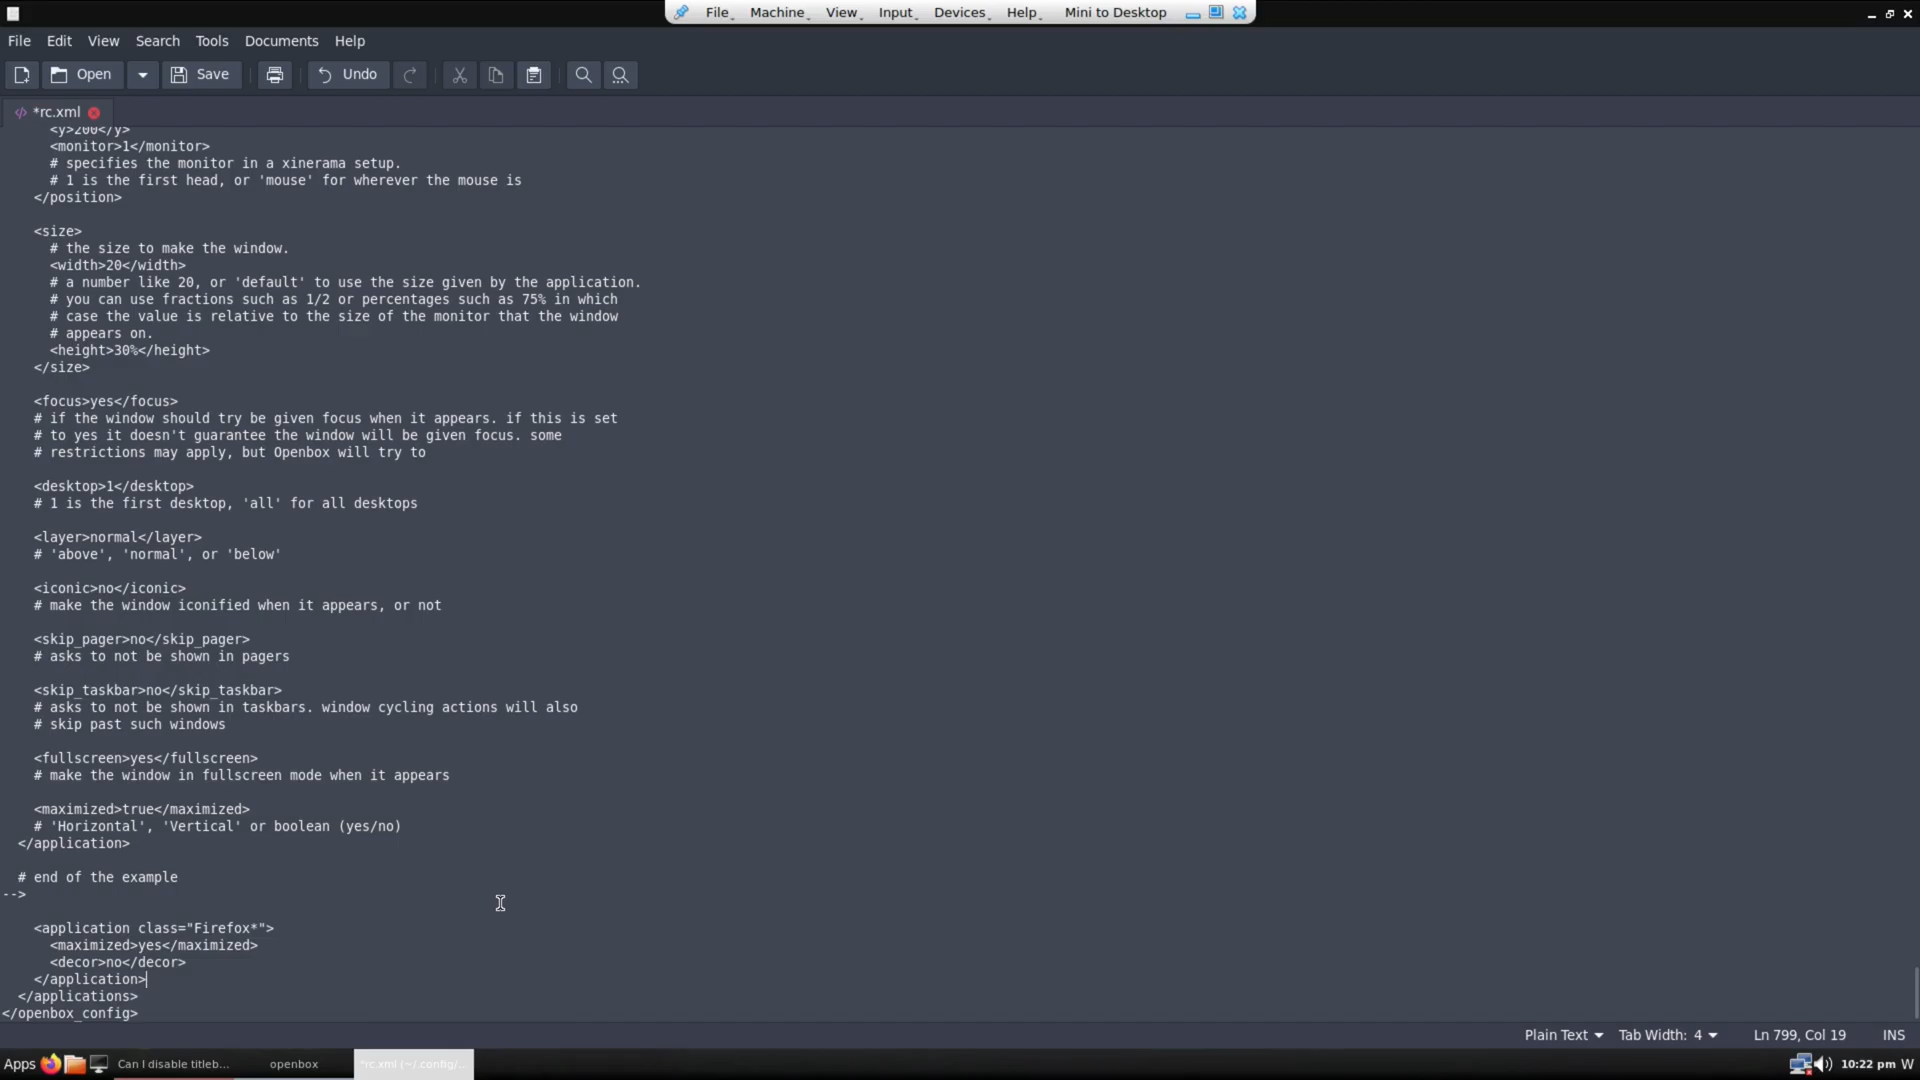 File Machine View Input Devices Help Mini to Desktop
File Edit View Search Tools Documents Help
Open Save Undo
*rc.xml
<y>200</y>
<monitor>1</monitor>
# specifies the monitor in a xinerama setup.
# 1 is the first head, or 'mouse' for wherever the mouse is
</position>
<size>
# the size to make the window.
<width>20</width>
# a number like 20, or 'default' to use the size given by the application.
# you can use fractions such as 1/2 or percentages such as 75% in which
# case the value is relative to the size of the monitor that the window
# appears on.
<height>30%</height>
</size>
<focus>yes</focus>
# if the window should try be given focus when it appears. if this is set
# to yes it doesn't guarantee the window will be given focus. some
# restrictions may apply, but Openbox will try to
<desktop>1</desktop>
# 1 is the first desktop, 'all' for all desktops
<layer>normal</layer>
# 'above', 'normal', or 'below'
<iconic>no</iconic>
# make the window iconified when it appears, or not
<skip_pager>no</skip_pager>
# asks to not be shown in pagers
<skip_taskbar>no</skip_taskbar>
# asks to not be shown in taskbars. window cycling actions will also
# skip past such windows
<fullscreen>yes</fullscreen>
# make the window in fullscreen mode when it appears
<maximized>true</maximized>
# 'Horizontal', 'Vertical' or boolean (yes/no)
</application>
# end of the example
-->
<application class="Firefox*">
<maximized>yes</maximized>
<decor>no</decor>
</application>
</applications>
</openbox_config>
Plain Text Tab Width: 4 Ln 799, Col 19 INS
Apps Can I disable titleb... openbox *rc.xml (~/.config/... 10:22 pm W